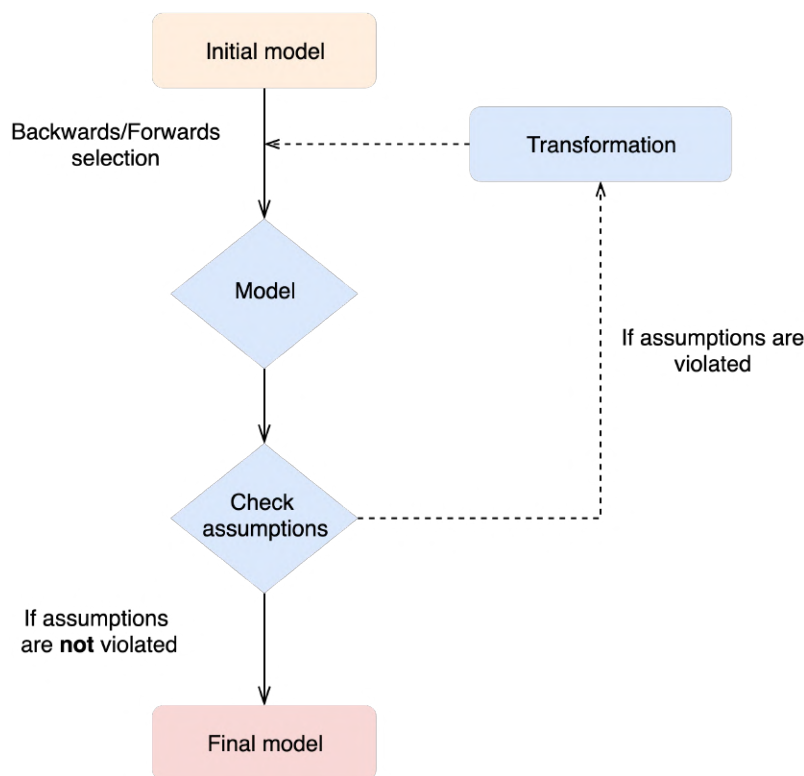 Initial model
Backwards/Forwards
selection
Transformation
Model
If assumptions are
violated
Check
assumptions
If assumptions
are not violated
Final model